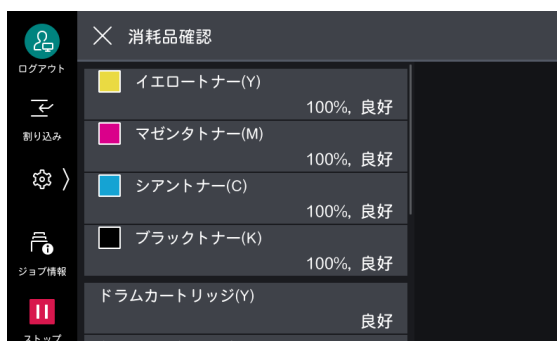 消耗品確認
ログアウト
割り込み
ジョブ情報
ストップ
イエロートナー(Y)
100%, 良好
マゼンタトナー(M)
100%, 良好
シアントナー(C)
100%, 良好
ブラックトナー(K)
100%, 良好
ドラムカートリッジ(Y)
良好